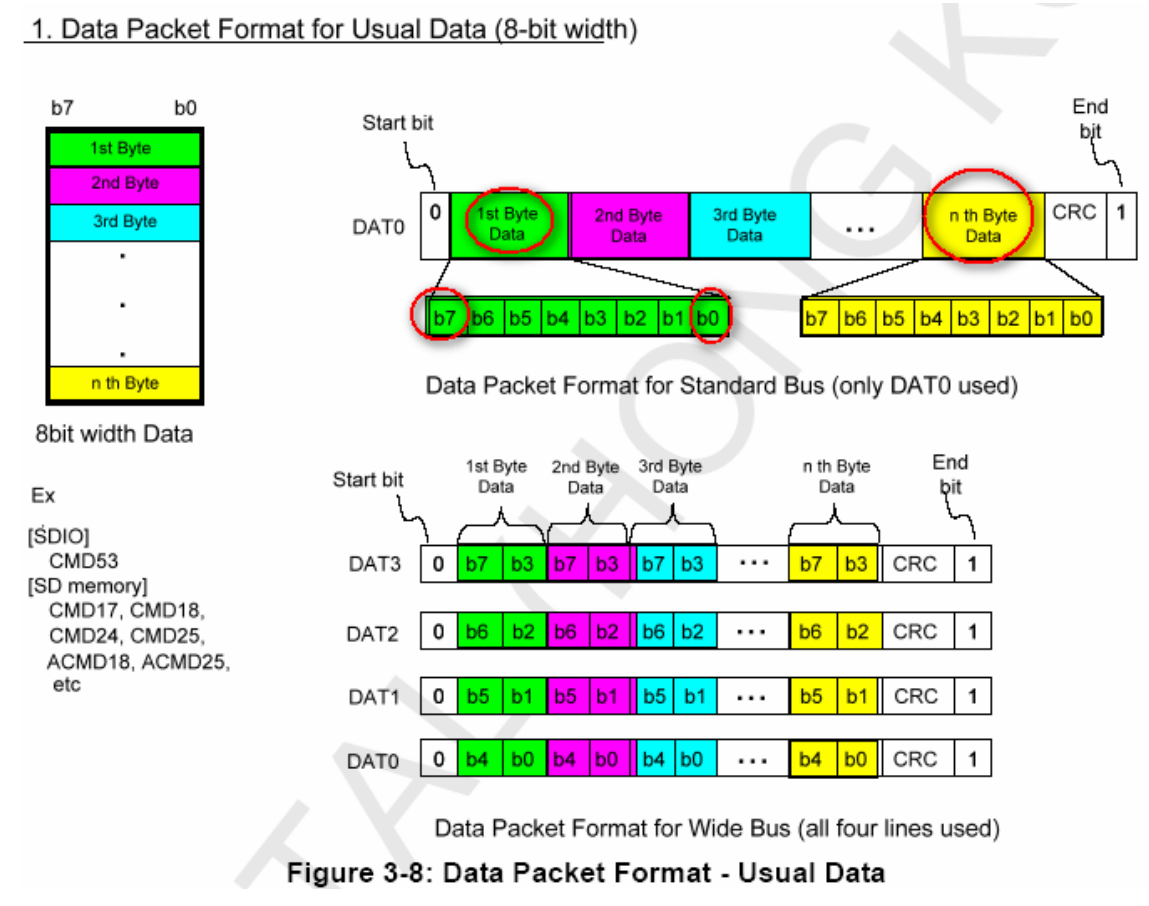 1. Data Packet Format for Usual Data (8-bit width)
b7 b0
1st Byte
2nd Byte
3rd Byte
.
.
.
n th Byte
8bit width Data
Ex
[SDIO]
CMD53
[SD memory]
CMD17, CMD18,
CMD24, CMD25,
ACMD18, ACMD25,
etc
Start bit
End
bit
DAT0 0 1st Byte Data 2nd Byte Data 3rd Byte Data ... n th Byte Data CRC 1
b7 b6 b5 b4 b3 b2 b1 b0 b7 b6 b5 b4 b3 b2 b1 b0
Data Packet Format for Standard Bus (only DAT0 used)
Start bit
1st Byte Data 2nd Byte Data 3rd Byte Data n th Byte Data
End
bit
DAT3 0 b7 b3 b7 b3 b7 b3 ... b7 b3 CRC 1
DAT2 0 b6 b2 b6 b2 b6 b2 ... b6 b2 CRC 1
DAT1 0 b5 b1 b5 b1 b5 b1 ... b5 b1 CRC 1
DAT0 0 b4 b0 b4 b0 b4 b0 ... b4 b0 CRC 1
Data Packet Format for Wide Bus (all four lines used)
Figure 3-8: Data Packet Format - Usual Data